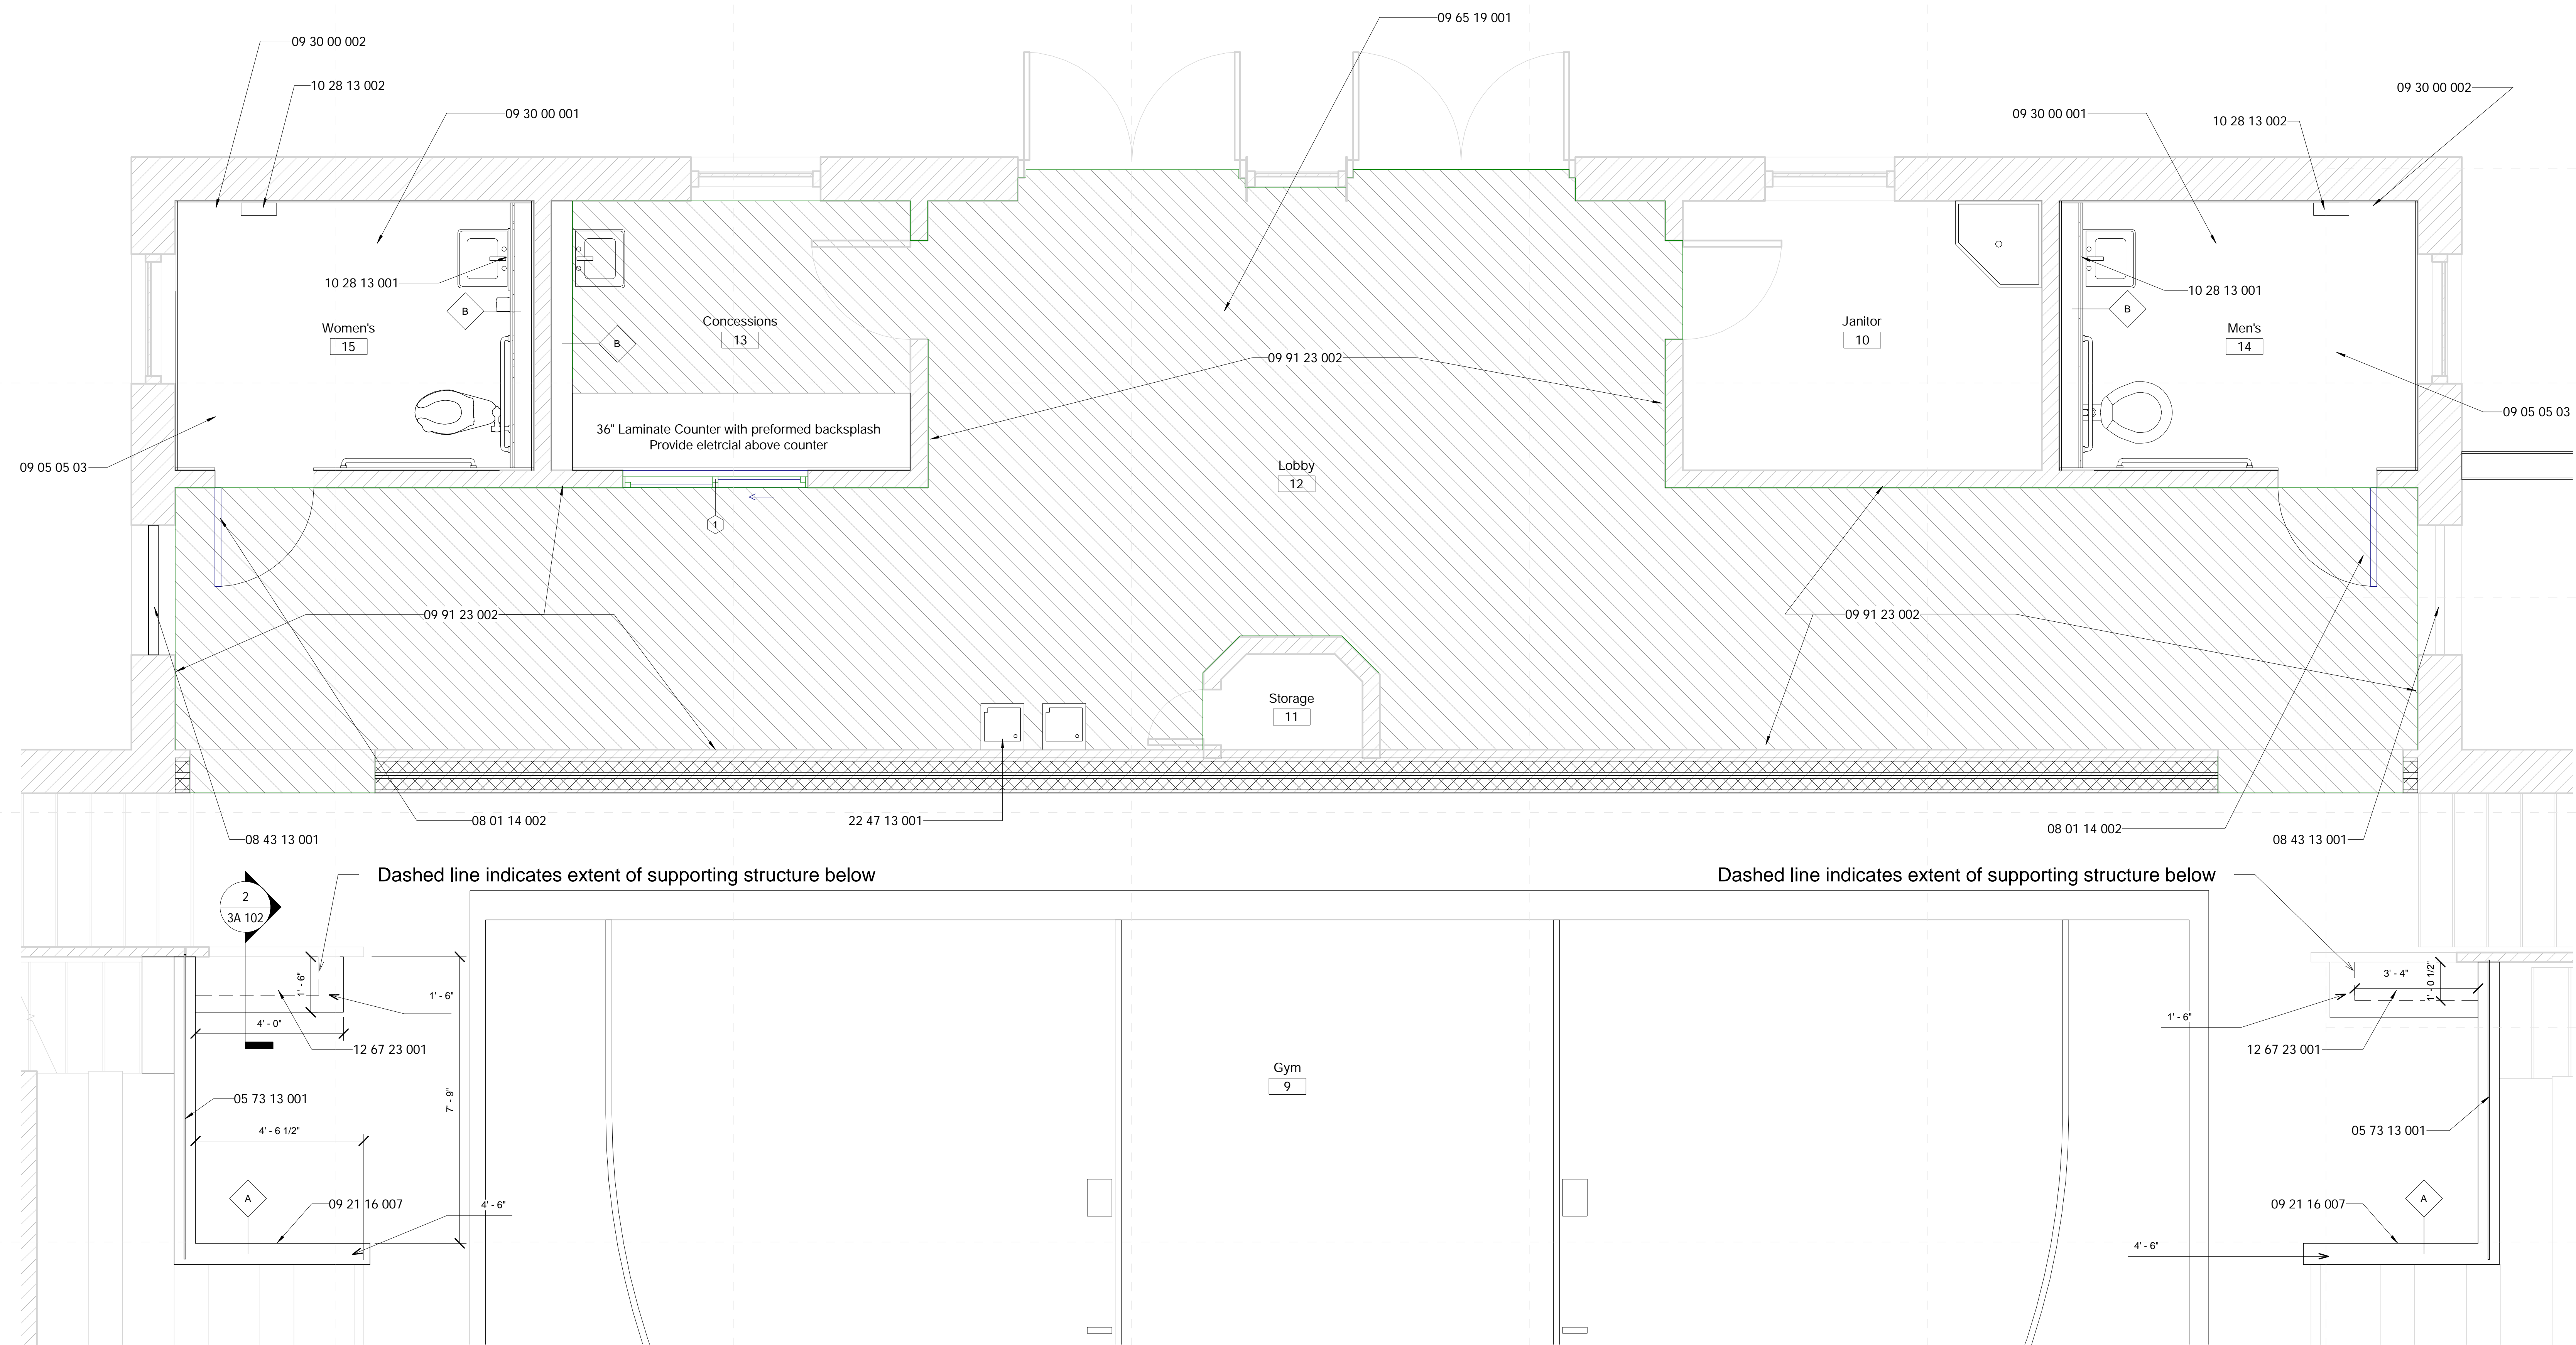 09 65 19 001
09 30 00 002
10 28 13 002
09 30 00 001
09 30 00 002
09 30 00 001
10 28 13 002
10 28 13 001
10 28 13 001
B
B
B
Women's
15
Concessions
13
Janitor
10
Men's
14
09 91 23 002
09 05 05 03
36" Laminate Counter with preformed backsplash
Provide eletrcial above counter
09 05 05 03
Lobby
12
1
09 91 23 002
09 91 23 002
Storage
11
08 01 14 002
22 47 13 001
08 01 14 002
08 43 13 001
08 43 13 001
Dashed line indicates extent of supporting structure below
Dashed line indicates extent of supporting structure below
2
3A 102
1' - 6"
1' - 6"
4' - 0"
3' - 4"
1' - 0 1/2"
1' - 6"
12 67 23 001
12 67 23 001
Gym
9
7' - 9"
05 73 13 001
4' - 6 1/2"
05 73 13 001
A
09 21 16 007
4' - 6"
A
09 21 16 007
4' - 6"